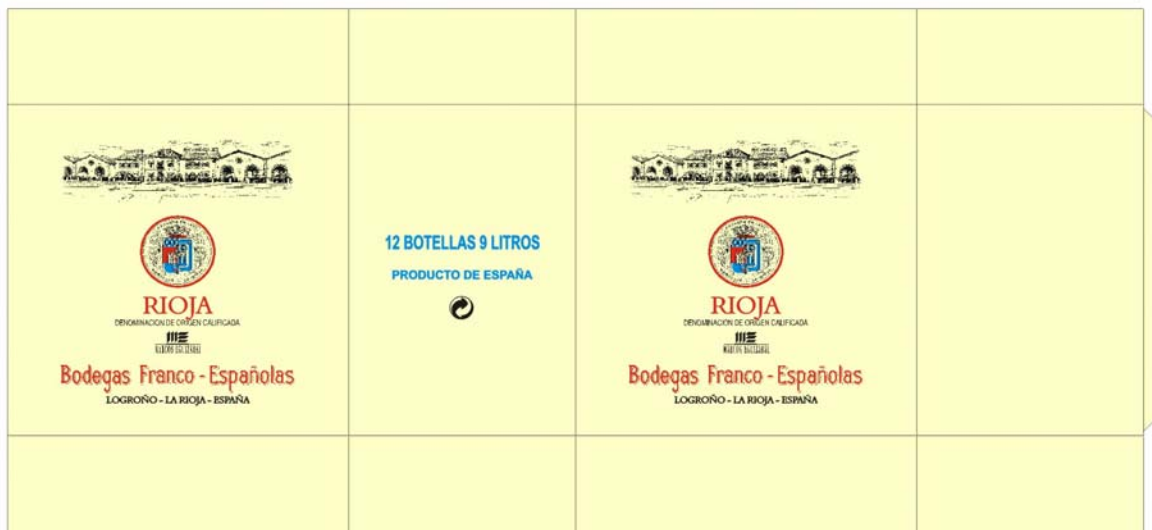 RIOJA
DENOMINACION DE ORIGEN CALIFICADA
Bodegas Franco - Españolas
LOGROÑO - LA RIOJA - ESPAÑA
12 BOTELLAS 9 LITROS
PRODUCTO DE ESPAÑA
RIOJA
DENOMINACION DE ORIGEN CALIFICADA
Bodegas Franco - Españolas
LOGROÑO - LA RIOJA - ESPAÑA